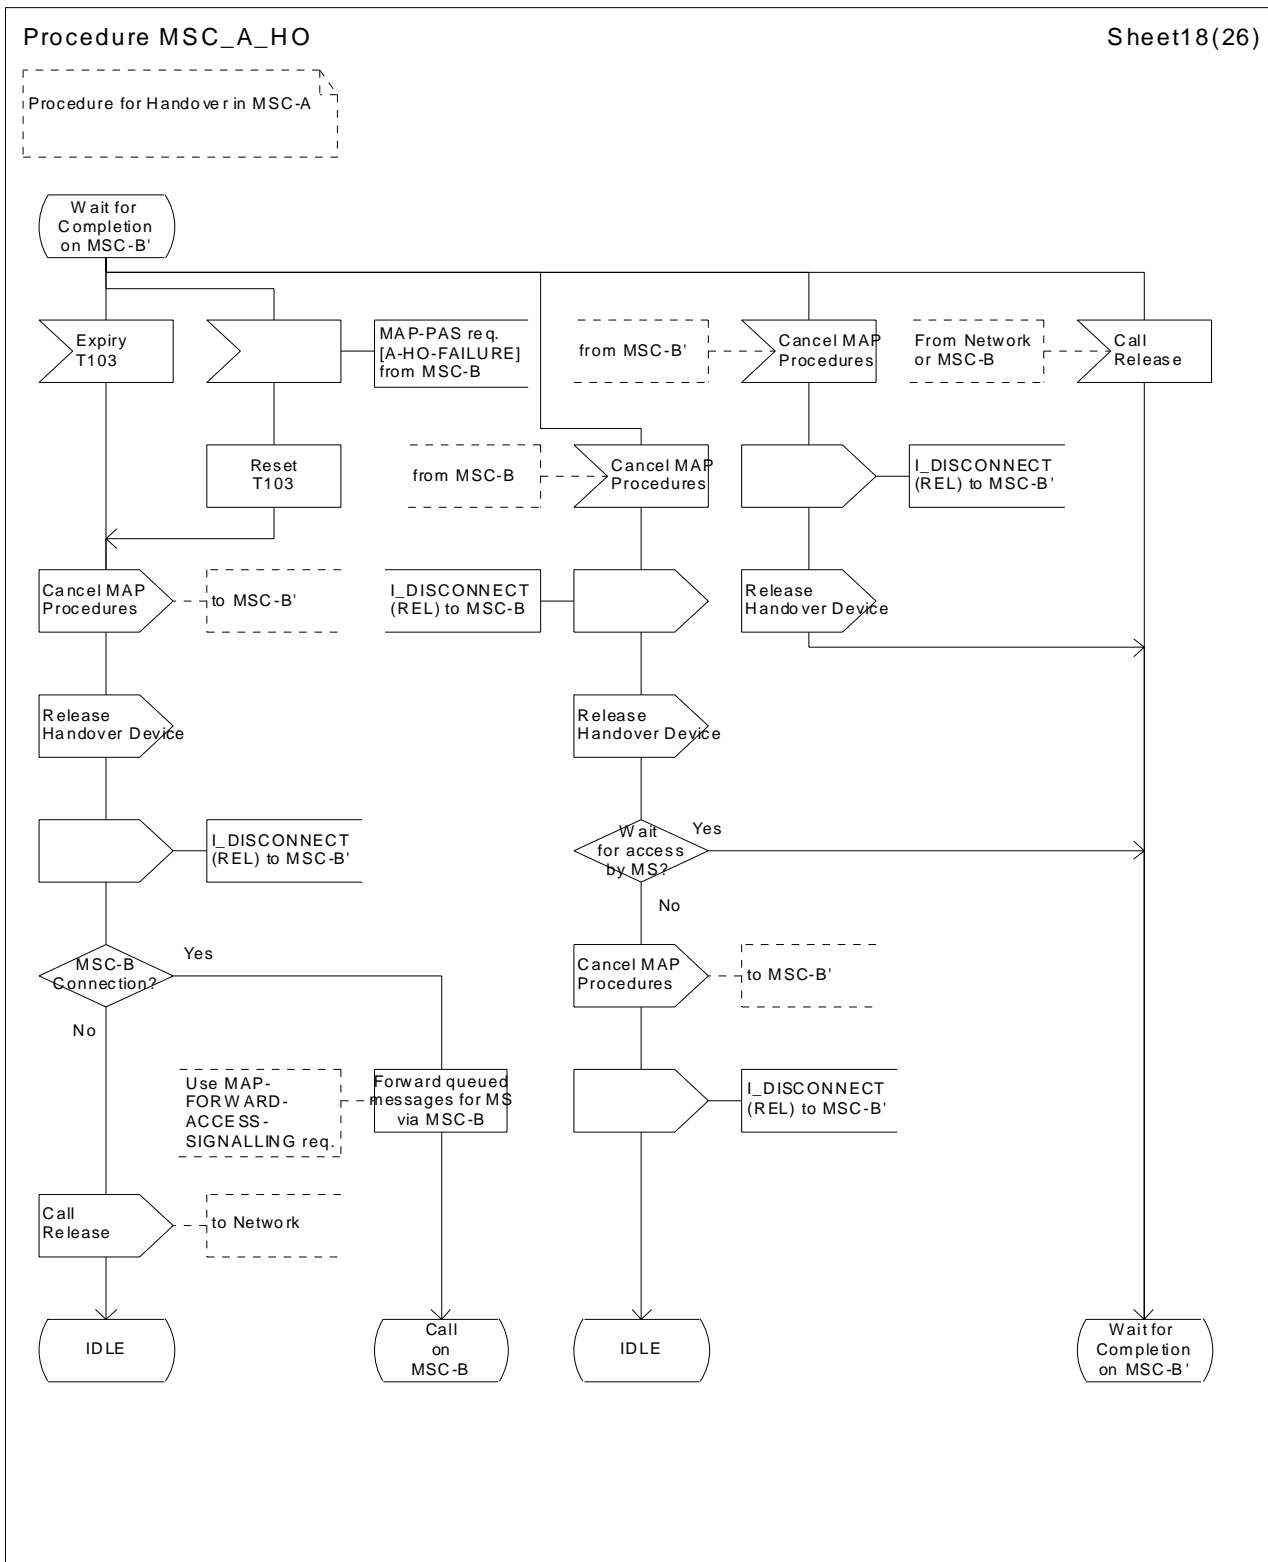 Procedure MSC_A_HO
Sheet18(26)
Procedure for Handover in MSC-A
Wait for
Completion
on MSC-B'
Expiry
T103
MAP-PAS req.
[A-HO-FAILURE]
from MSC-B
from MSC-B'
Cancel MAP
Procedures
From Network
or MSC-B
Call
Release
Reset
T103
from MSC-B
Cancel MAP
Procedures
I_DISCONNECT
(REL) to MSC-B'
Cancel MAP
Procedures
to MSC-B'
I_DISCONNECT
(REL) to MSC-B
Release
Handover Device
Release
Handover Device
Release
Handover Device
I_DISCONNECT
(REL) to MSC-B'
Wait
for access
by MS?
Yes
No
MSC-B
Connection?
Yes
No
Cancel MAP
Procedures
to MSC-B'
Use MAP-
FORWARD-
ACCESS-
SIGNALLING req.
Forward queued
messages for MS
via MSC-B
I_DISCONNECT
(REL) to MSC-B'
Call
Release
to Network
IDLE
Call
on
MSC-B
IDLE
Wait for
Completion
on MSC-B'